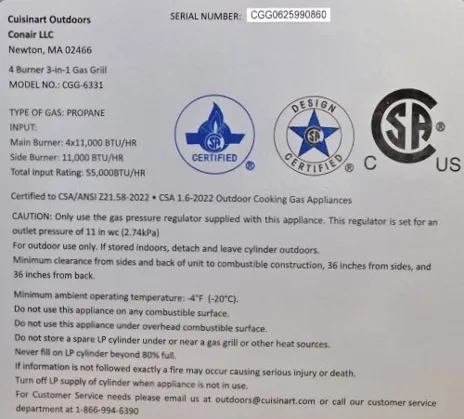 Cuisinart Outdoors
SERIAL NUMBER: CGG0625990860
Conair LLC
Newton, MA 02466
4 Burner 3-in-1 Gas Grill
MODEL NO.: CGG-6331
TYPE OF GAS: PROPANE
INPUT:
Main Burner: 4x11,000 BTU/HR
Side Burner: 11,000 BTU/HR
Total Input Rating: 55,000BTU/HR
SA
CERTIFIED
®
DESIGN
SA
CERTIFIED
®
SA
®
C US
Certified to CSA/ANSI Z21.58-2022 • CSA 1.6-2022 Outdoor Cooking Gas Appliances
CAUTION: Only use the gas pressure regulator supplied with this appliance. This regulator is set for an
outlet pressure of 11 in wc (2.74kPa)
For outdoor use only. If stored indoors, detach and leave cylinder outdoors.
Minimum clearance from sides and back of unit to combustible construction, 36 inches from sides, and
36 inches from back.
Minimum ambient operating temperature: -4°F (-20°C).
Do not use this appliance on any combustible surface.
Do not use this appliance under overhead combustible surface.
Do not store a spare LP cylinder under or near a gas grill or other heat sources.
Never fill on LP cylinder beyond 80% full.
If information is not followed exactly a fire may occur causing serious injury or death.
Turn off LP supply of cylinder when appliance is not in use.
For Customer Service needs please email us at outdoors@cuisinart.com or call our customer service
department at 1-866-994-6390